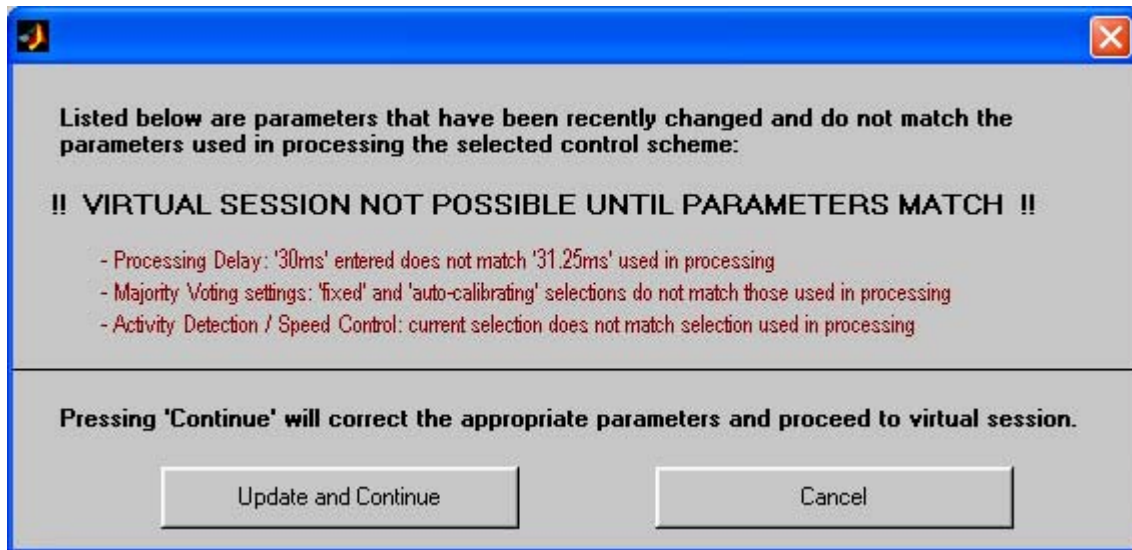 Listed below are parameters that have been recently changed and do not match the
parameters used in processing the selected control scheme:
!! VIRTUAL SESSION NOT POSSIBLE UNTIL PARAMETERS MATCH !!
- Processing Delay: '30ms' entered does not match '31.25ms' used in processing
- Majority Voting settings: 'fixed' and 'auto-calibrating' selections do not match those used in processing
- Activity Detection / Speed Control: current selection does not match selection used in processing
Pressing 'Continue' will correct the appropriate parameters and proceed to virtual session.
Update and Continue
Cancel